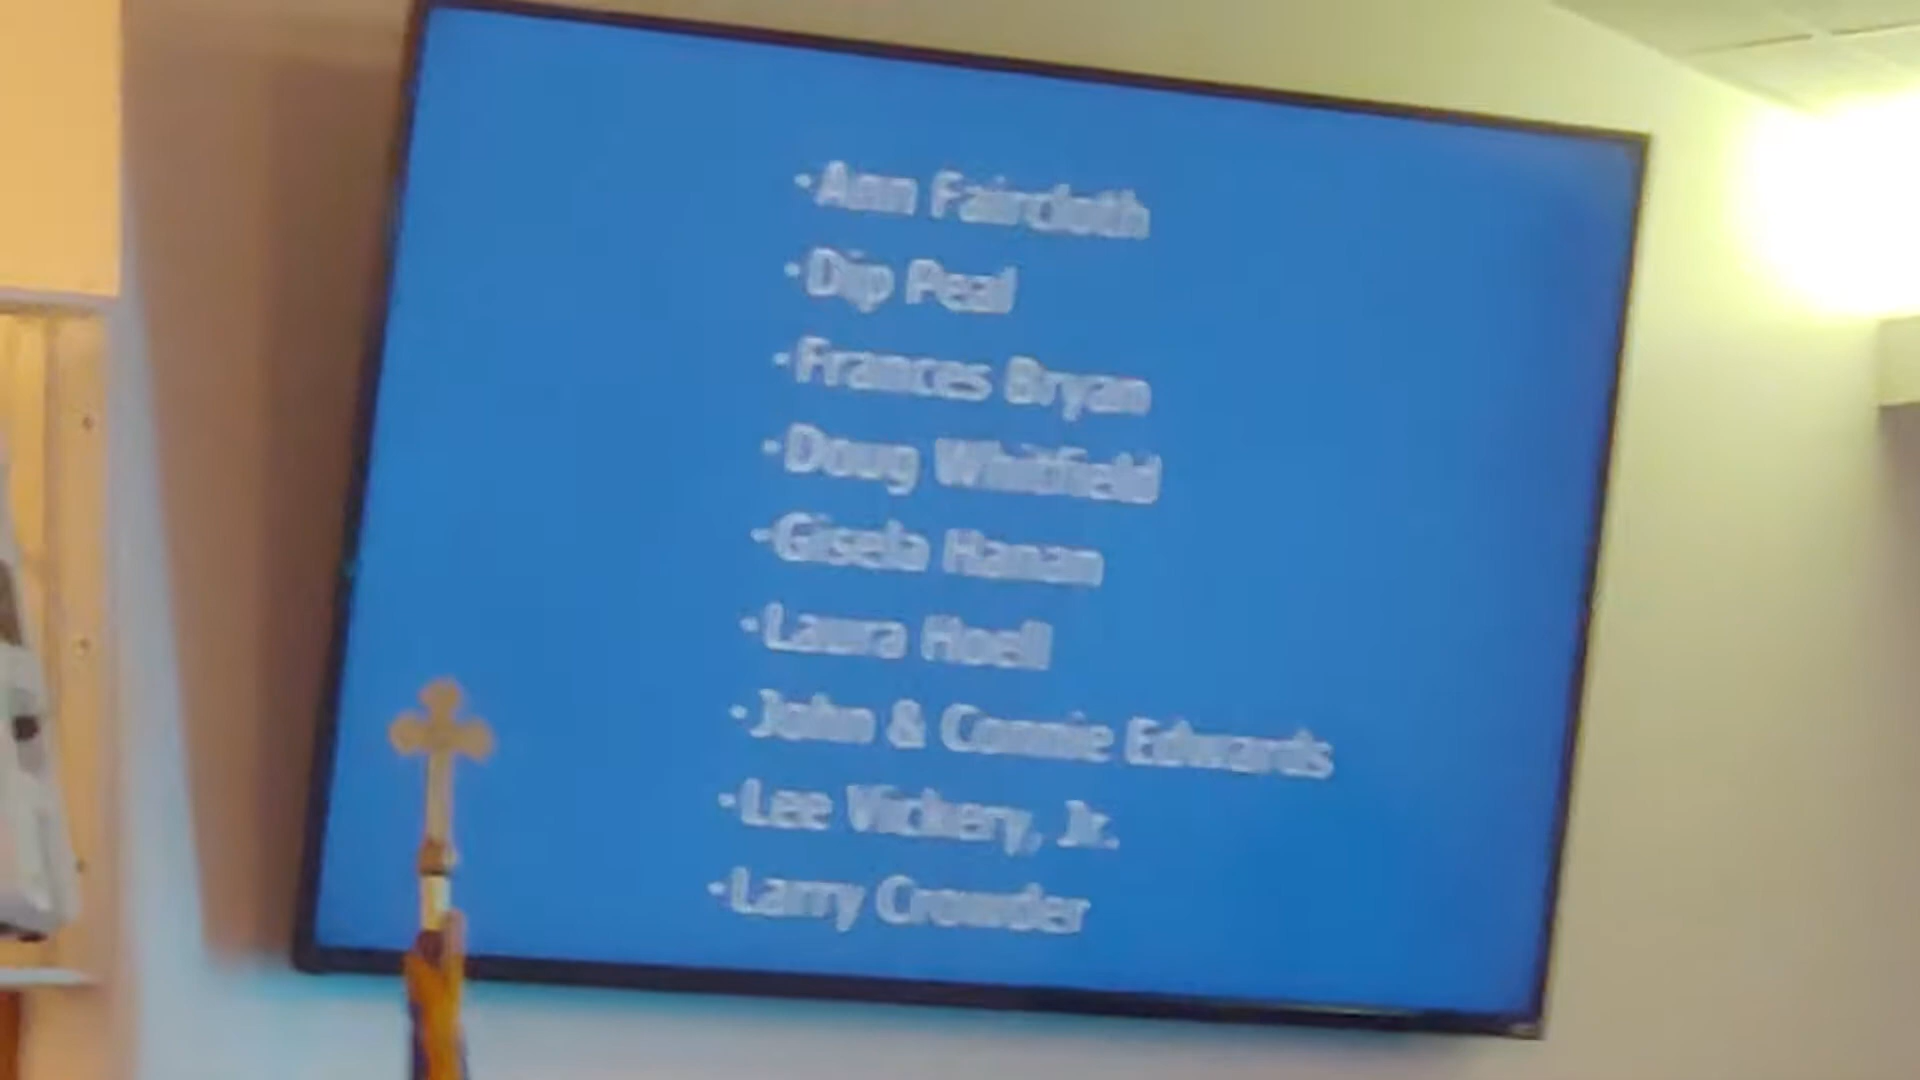 •Ann Faircloth
•Dip Peal
•Frances Bryan
•Doug Whitfield
•Gisela Hanan
•Laura Hoell
•John & Connie Edwards
•Lee Vickery, Jr.
•Larry Crowder